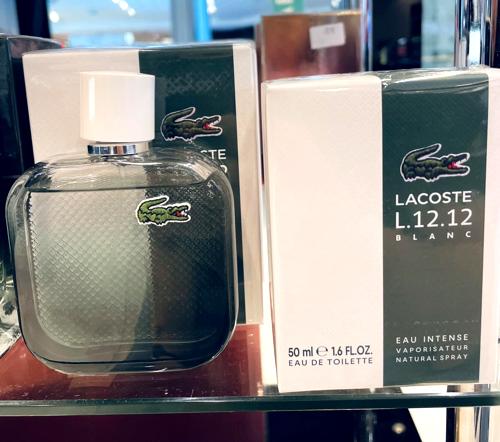 LACOSTE
L.12.12
BLANC
EAU INTENSE
VAPORISATEUR
NATURAL SPRAY
50 ml ℮ 1.6 FL.OZ.
EAU DE TOILETTE